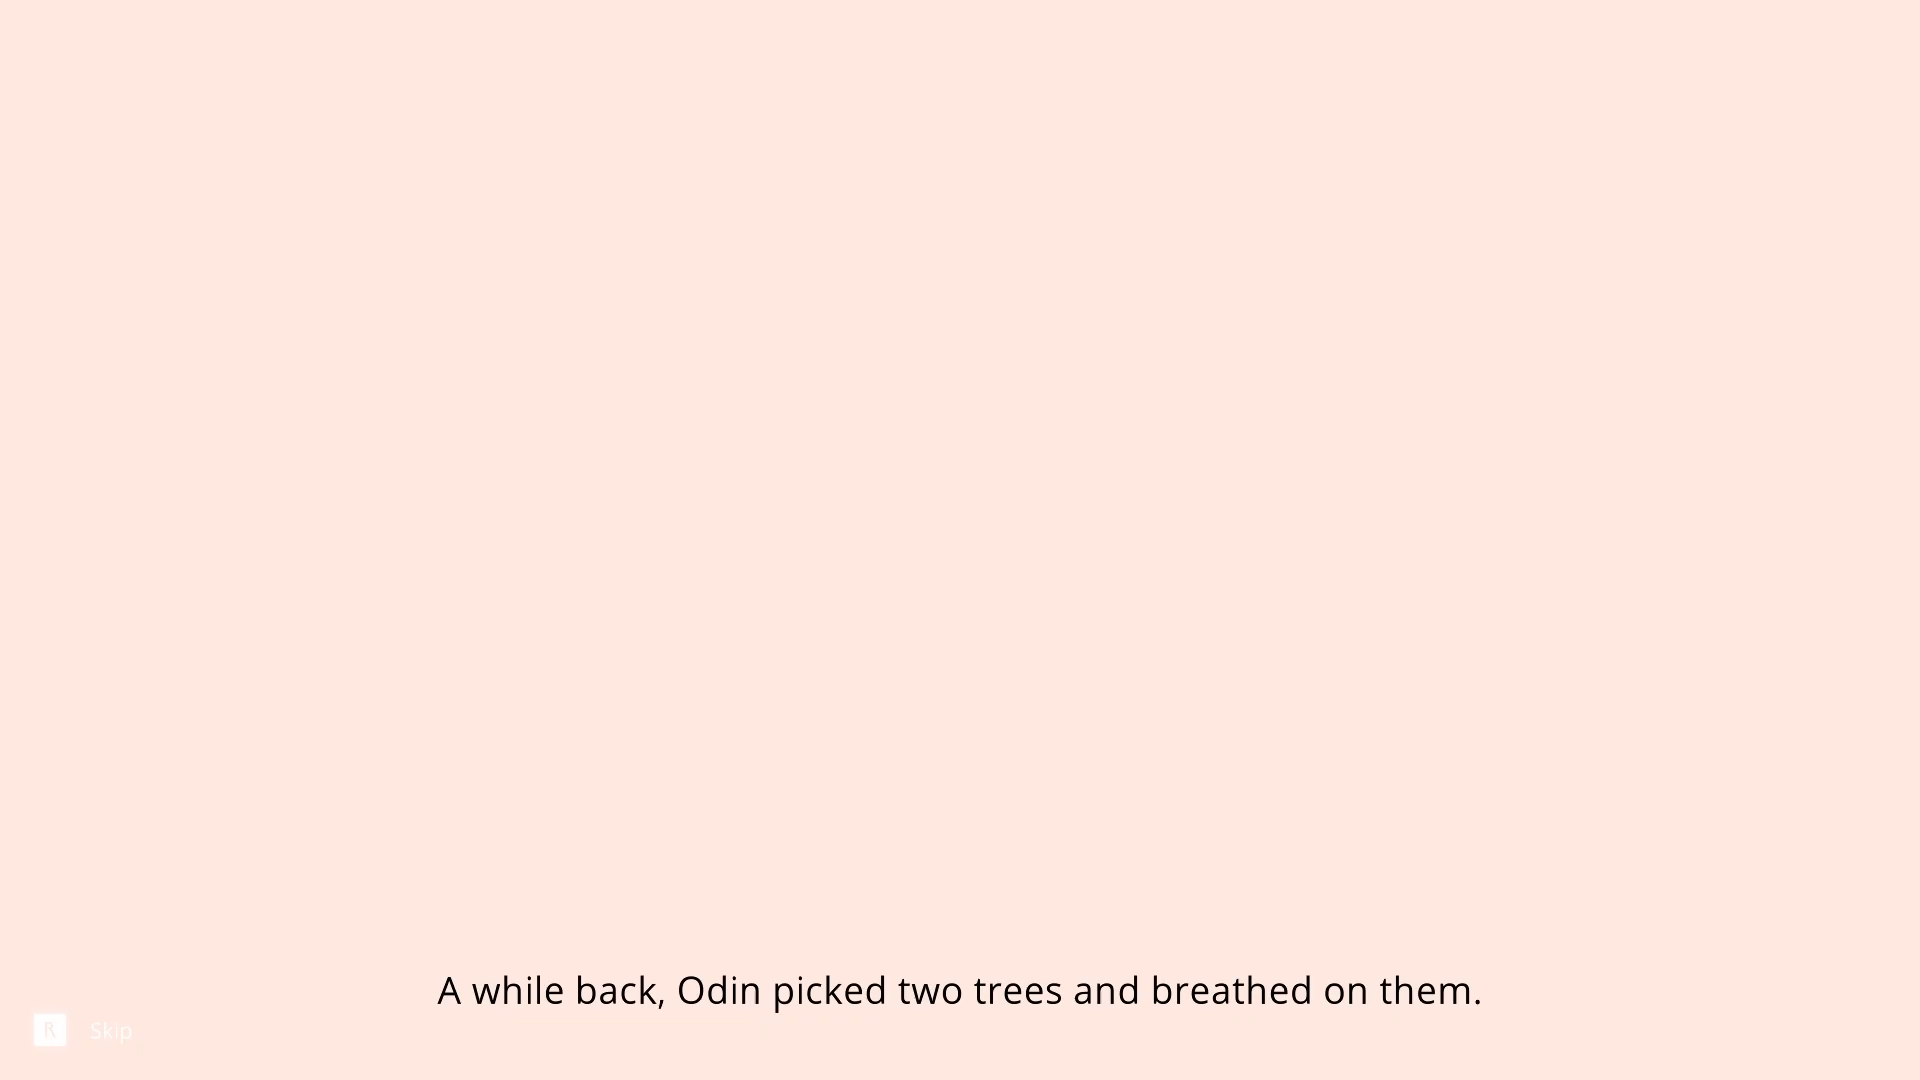 A while back, Odin picked two trees and breathed on them.
R Skip